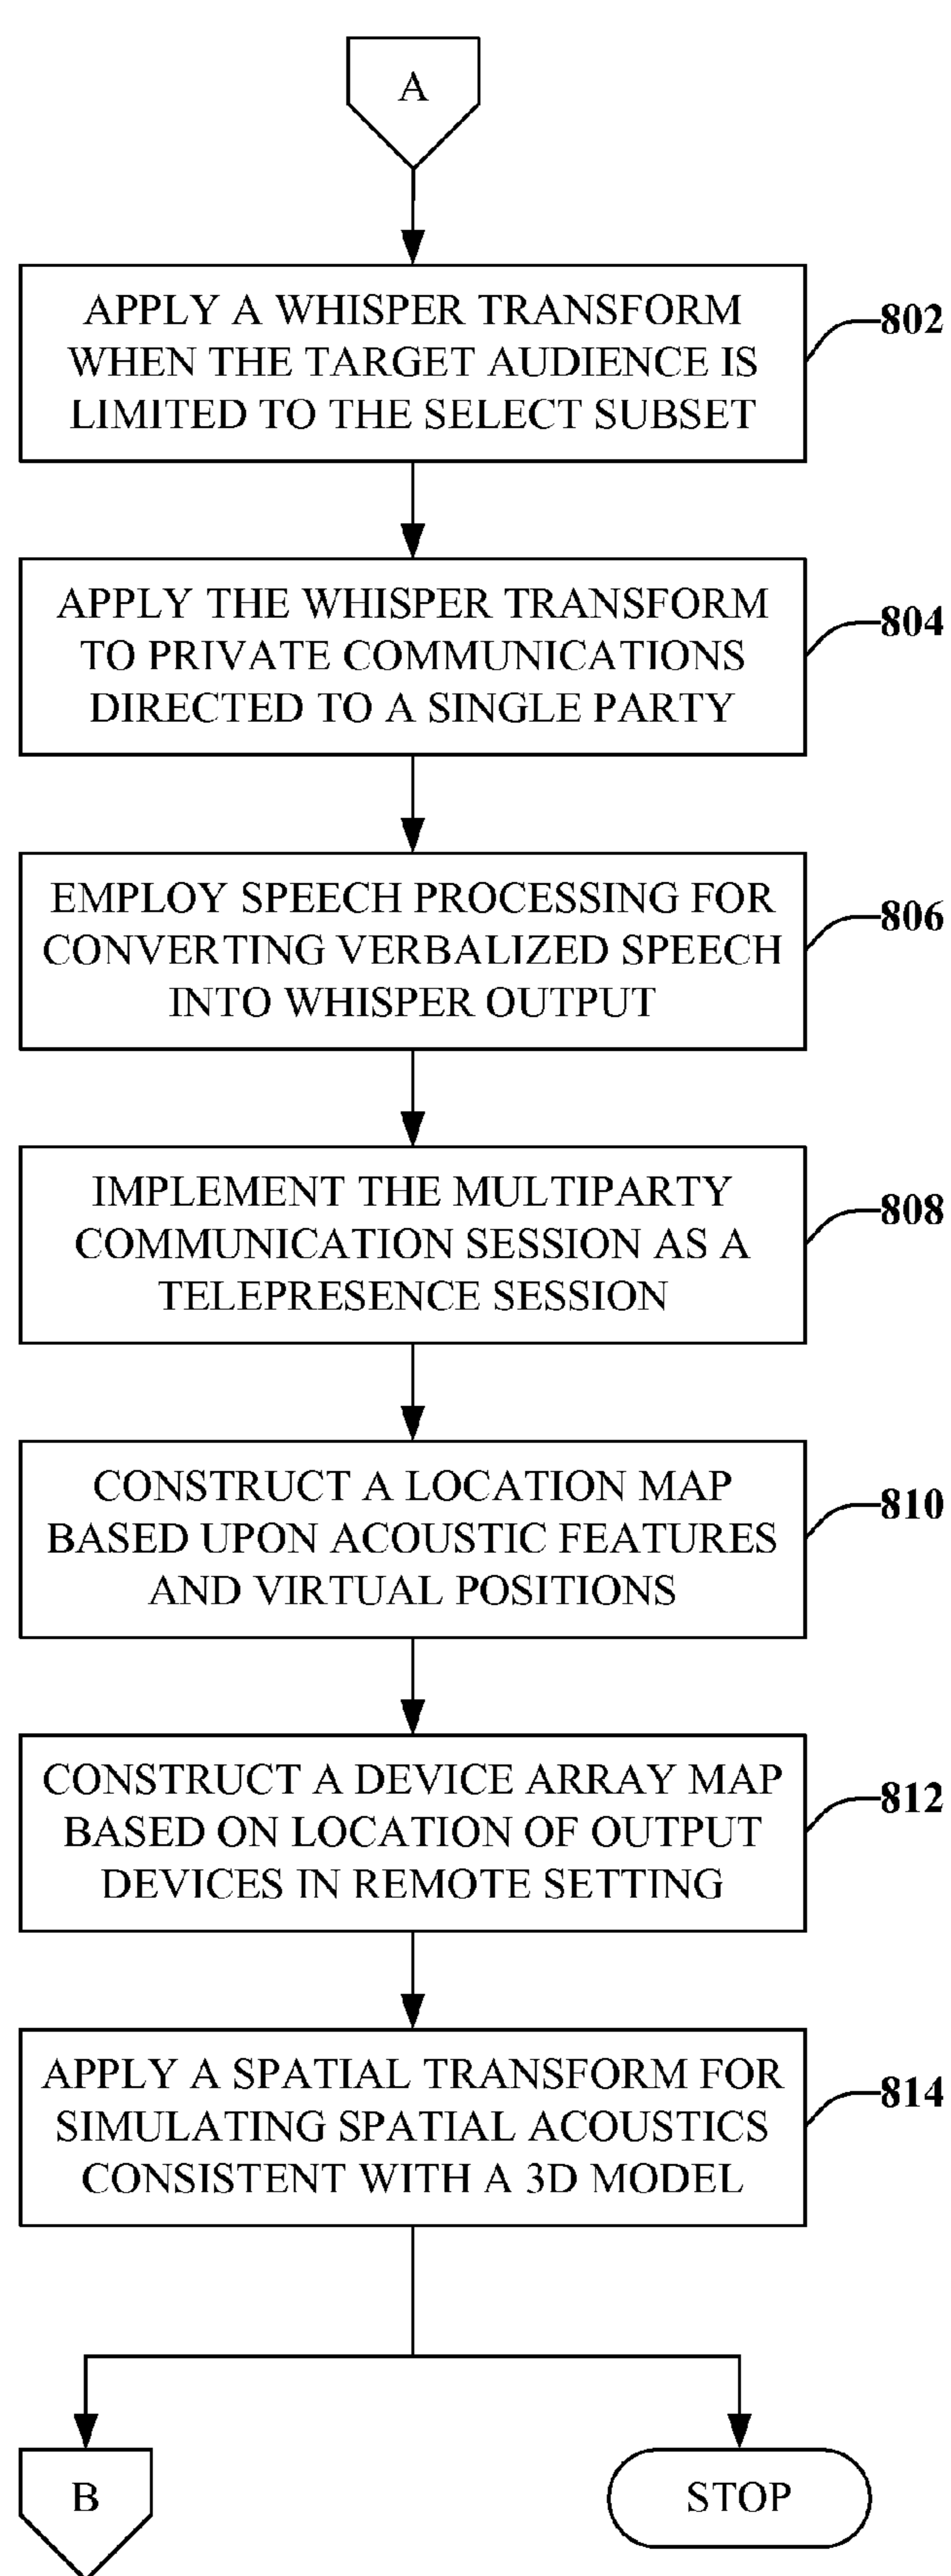 A
APPLY A WHISPER TRANSFORM
WHEN THE TARGET AUDIENCE IS
LIMITED TO THE SELECT SUBSET
802
APPLY THE WHISPER TRANSFORM
TO PRIVATE COMMUNICATIONS
DIRECTED TO A SINGLE PARTY
804
EMPLOY SPEECH PROCESSING FOR
CONVERTING VERBALIZED SPEECH
INTO WHISPER OUTPUT
806
IMPLEMENT THE MULTIPARTY
COMMUNICATION SESSION AS A
TELEPRESENCE SESSION
808
CONSTRUCT A LOCATION MAP
BASED UPON ACOUSTIC FEATURES
AND VIRTUAL POSITIONS
810
CONSTRUCT A DEVICE ARRAY MAP
BASED ON LOCATION OF OUTPUT
DEVICES IN REMOTE SETTING
812
APPLY A SPATIAL TRANSFORM FOR
SIMULATING SPATIAL ACOUSTICS
CONSISTENT WITH A 3D MODEL
814
B
STOP